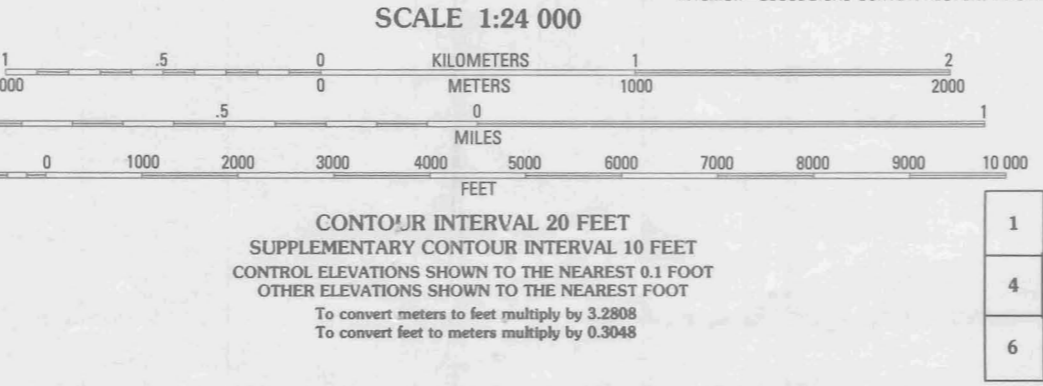 SCALE 1:24 000
1 .5 0 KILOMETERS 1 2
000 0 METERS 1000 2000
.5 0 1
MILES
0 1000 2000 3000 4000 5000 6000 7000 8000 9000 10 000
FEET
CONTOUR INTERVAL 20 FEET
SUPPLEMENTARY CONTOUR INTERVAL 10 FEET
CONTROL ELEVATIONS SHOWN TO THE NEAREST 0.1 FOOT
OTHER ELEVATIONS SHOWN TO THE NEAREST FOOT
To convert meters to feet multiply by 3.2808
To convert feet to meters multiply by 0.3048
1
4
6